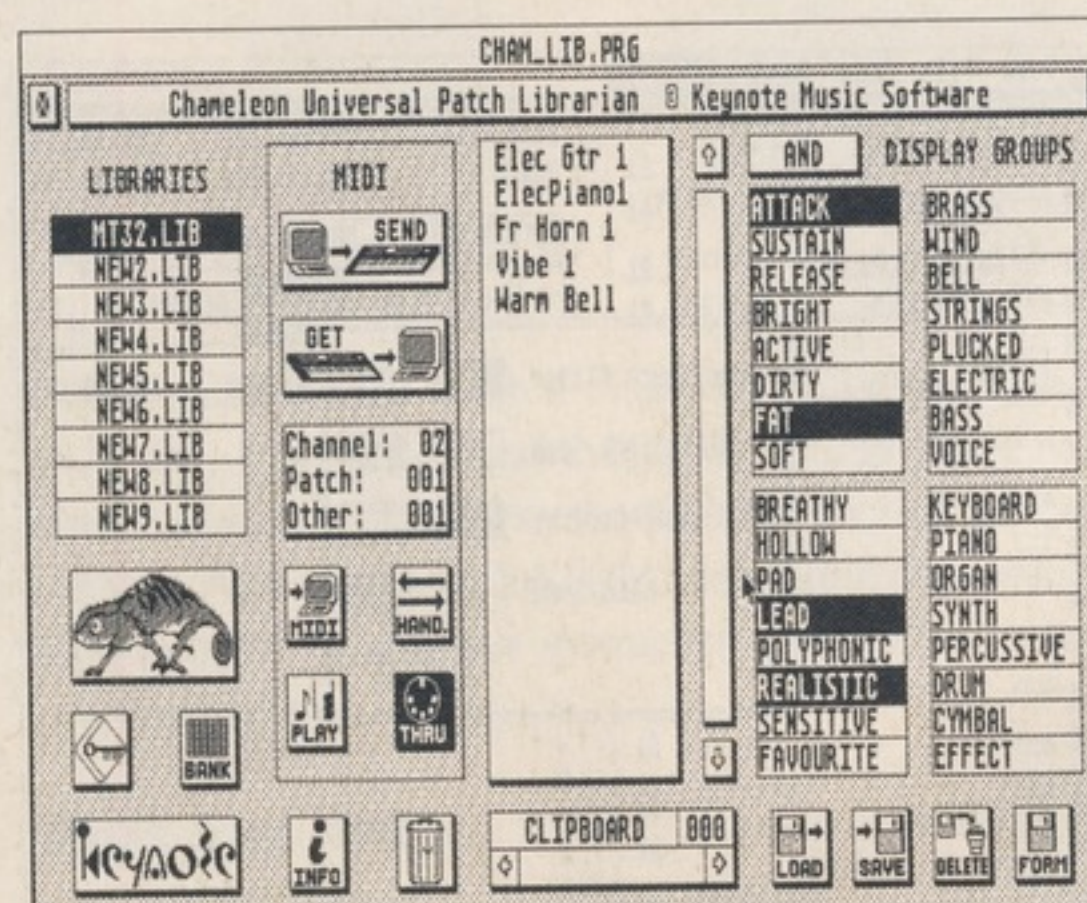 CHAM_LIB.PRG
Chameleon Universal Patch Librarian © Keynote Music Software
LIBRARIES
MT32.LIB
NEW2.LIB
NEW3.LIB
NEW4.LIB
NEW5.LIB
NEW6.LIB
NEW7.LIB
NEW8.LIB
NEW9.LIB
BANK
KEYNOTE
MIDI
SEND
GET
Channel: 02
Patch: 001
Other: 001
MIDI
HAND.
PLAY
THRU
INFO
Elec Gtr 1
ElecPiano1
Fr Horn 1
Vibe 1
Warm Bell
CLIPBOARD 000
AND DISPLAY GROUPS
ATTACK
SUSTAIN
RELEASE
BRIGHT
ACTIVE
DIRTY
FAT
SOFT
BREATHY
HOLLOW
PAD
LEAD
POLYPHONIC
REALISTIC
SENSITIVE
FAVOURITE
BRASS
WIND
BELL
STRINGS
PLUCKED
ELECTRIC
BASS
VOICE
KEYBOARD
PIANO
ORGAN
SYNTH
PERCUSSIVE
DRUM
CYMBAL
EFFECT
LOAD
SAVE
DELETE
FORM